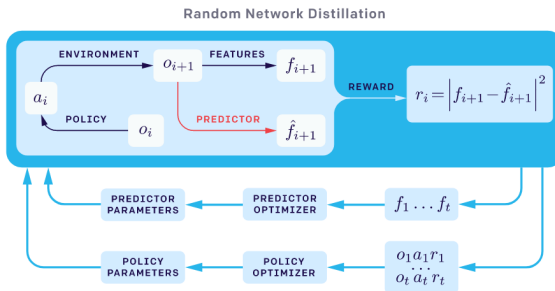 Random Network Distillation
ENVIRONMENT
o_{i+1}
FEATURES
f_{i+1}
a_i
REWARD
r_i = |f_{i+1} − f̂_{i+1}|^2
POLICY
o_i
PREDICTOR
f̂_{i+1}
PREDICTOR
PARAMETERS
PREDICTOR
OPTIMIZER
f_1 ... f_t
POLICY
PARAMETERS
POLICY
OPTIMIZER
o_1 a_1 r_1
...
o_t a_t r_t